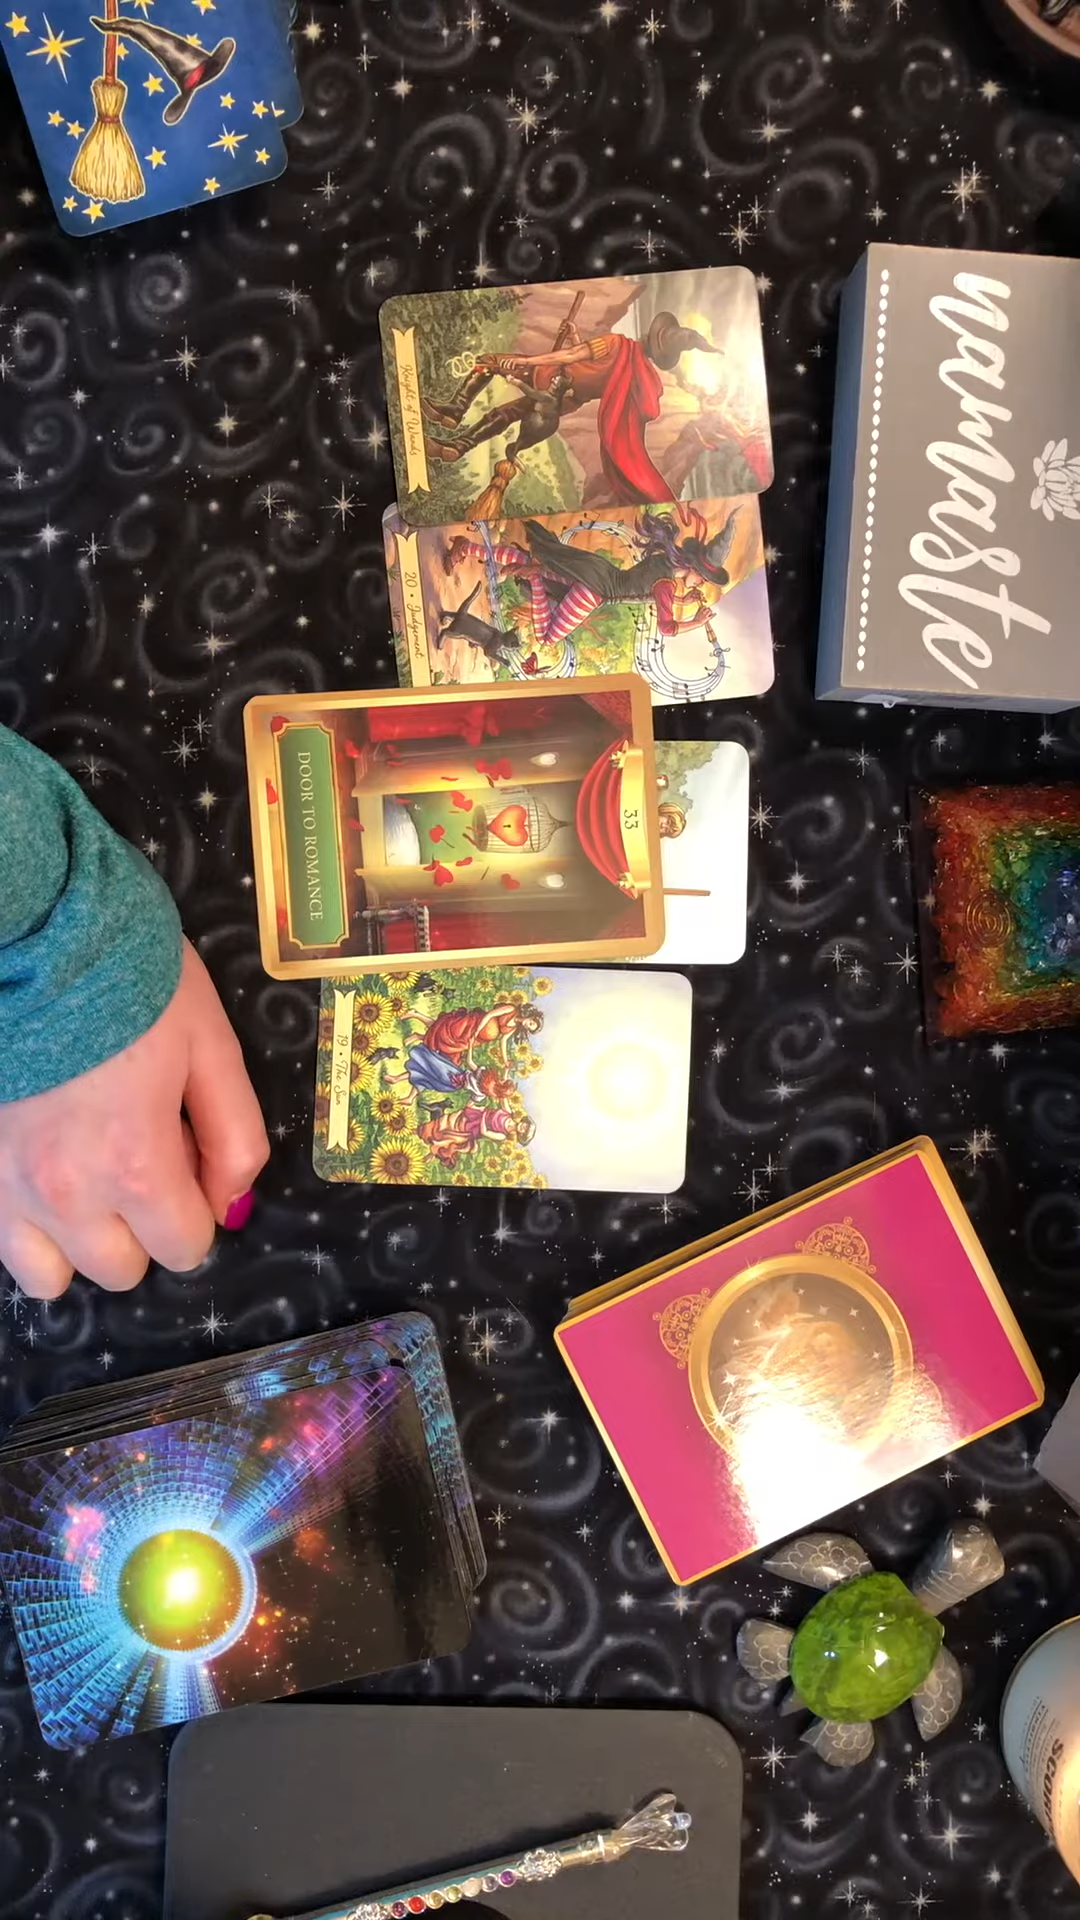 Knight of Wands
20 • Judgement
33
DOOR TO ROMANCE
19 • The Sun
namaste